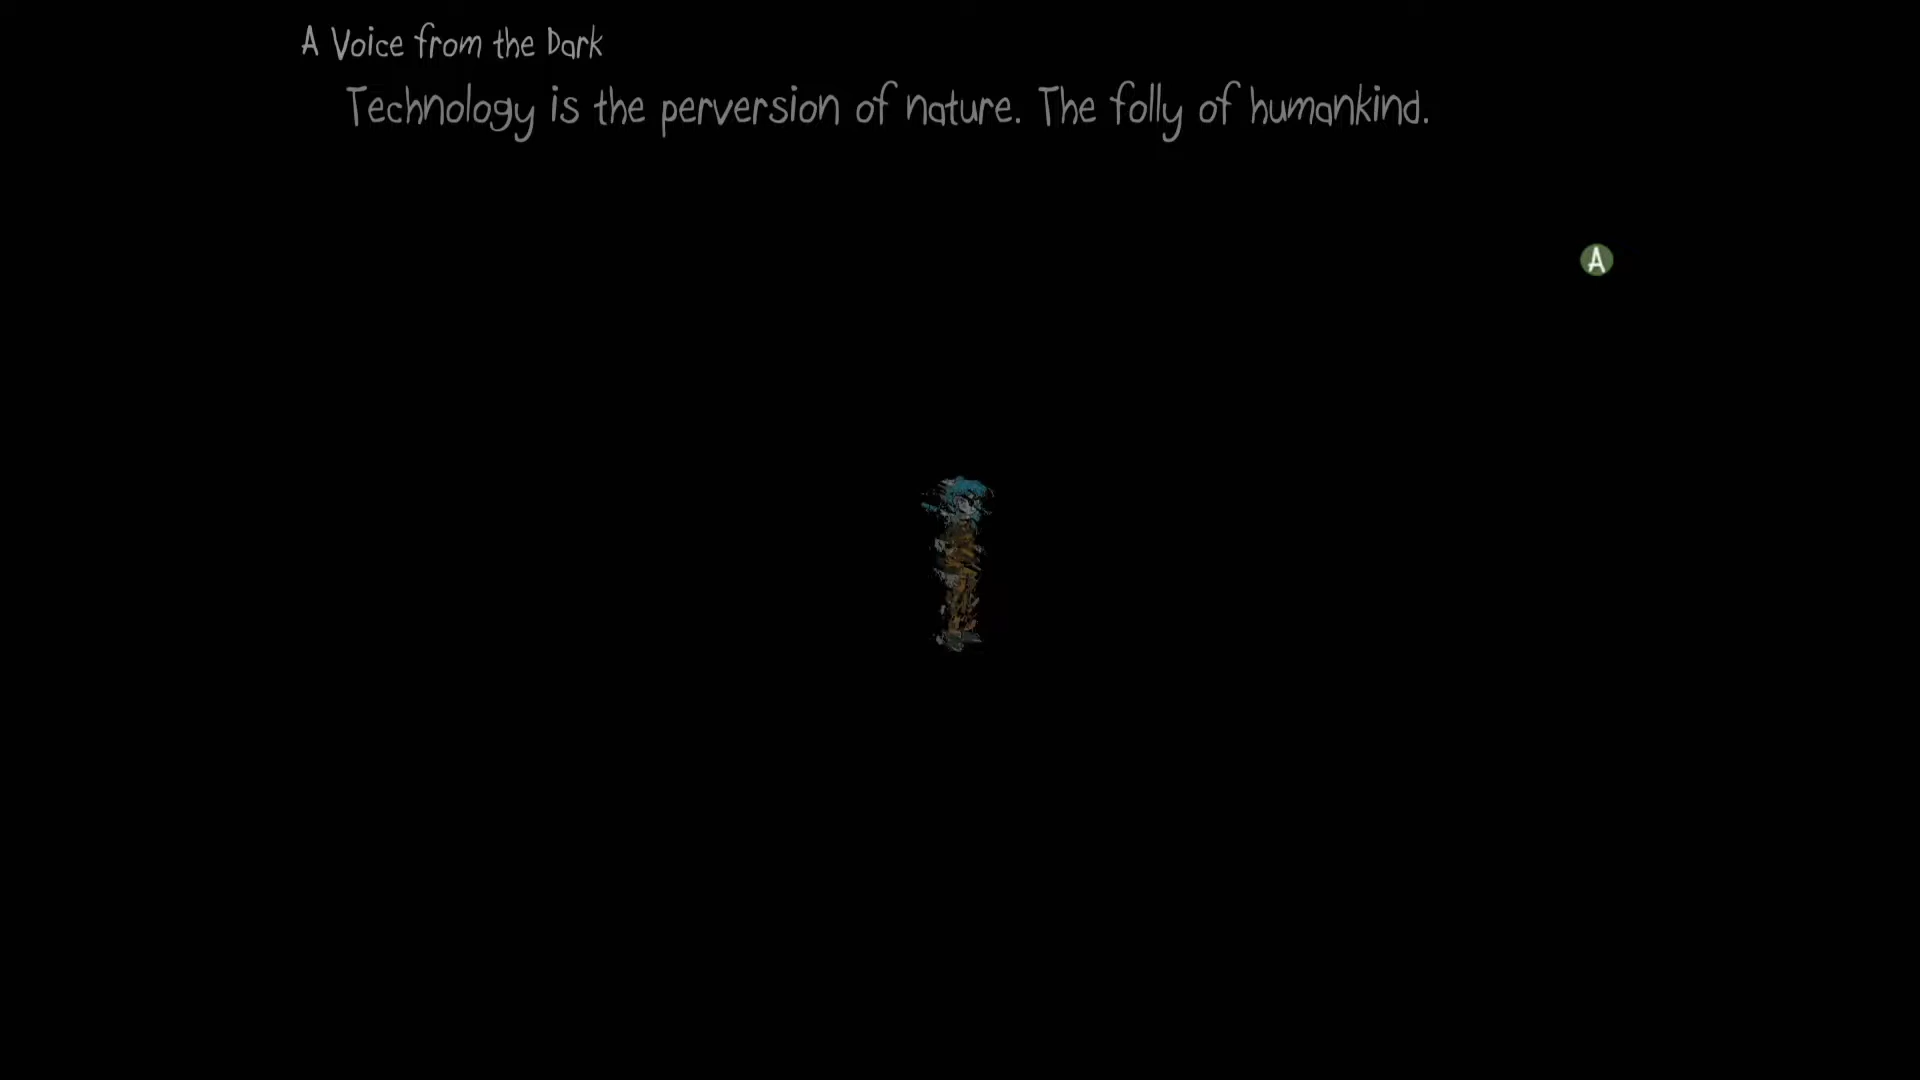 A Voice from the Dark
Technology is the perversion of nature. The folly of humankind.
A